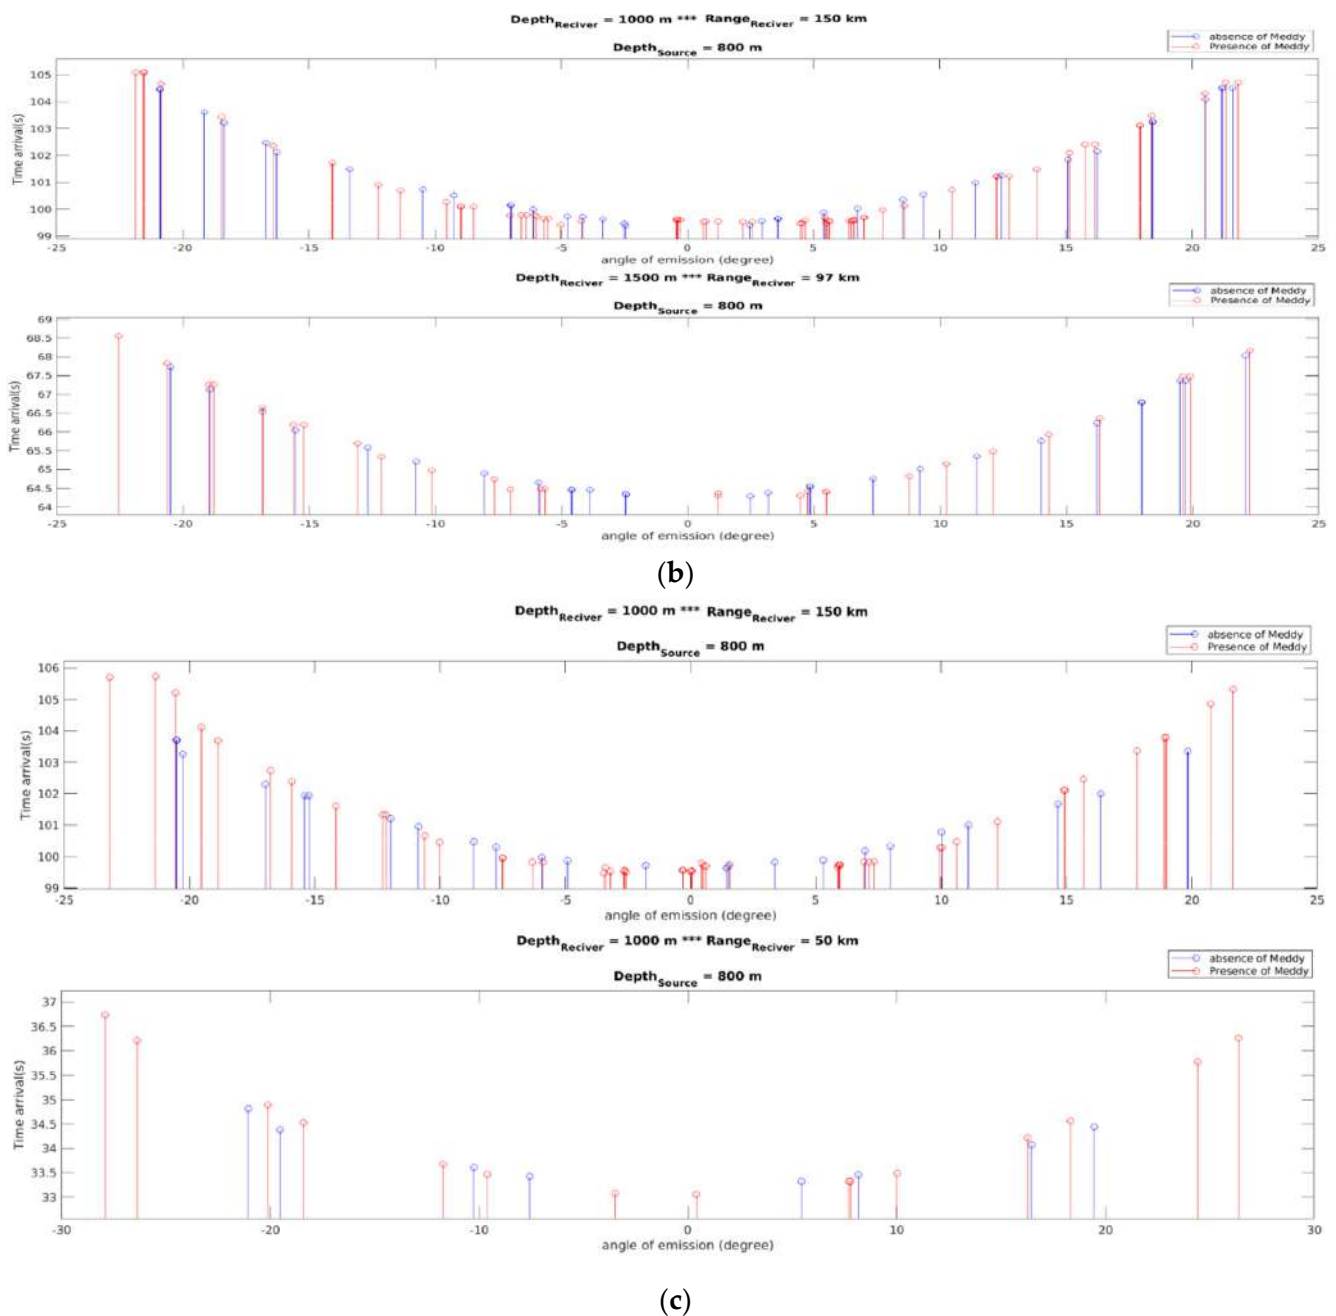 Depth_Reciver = 1000 m *** Range_Reciver = 150 km
Depth_Source = 800 m
absence of Meddy
Presence of Meddy
105
104
103
102
101
100
99
Time arrival(s)
-25 -20 -15 -10 -5 0 5 10 15 20 25
angle of emission (degree)
Depth_Reciver = 1500 m *** Range_Reciver = 97 km
Depth_Source = 800 m
absence of Meddy
Presence of Meddy
69
68.5
68
67.5
67
66.5
66
65.5
65
64.5
64
Time arrival(s)
-25 -20 -15 -10 -5 0 5 10 15 20 25
angle of emission (degree)
(b)
Depth_Reciver = 1000 m *** Range_Reciver = 150 km
Depth_Source = 800 m
absence of Meddy
Presence of Meddy
106
105
104
103
102
101
100
99
Time arrival(s)
-25 -20 -15 -10 -5 0 5 10 15 20 25
angle of emission (degree)
Depth_Reciver = 1000 m *** Range_Reciver = 50 km
Depth_Source = 800 m
absence of Meddy
Presence of Meddy
37
36.5
36
35.5
35
34.5
34
33.5
33
Time arrival(s)
-30 -20 -10 0 10 20 30
angle of emission (degree)
(c)